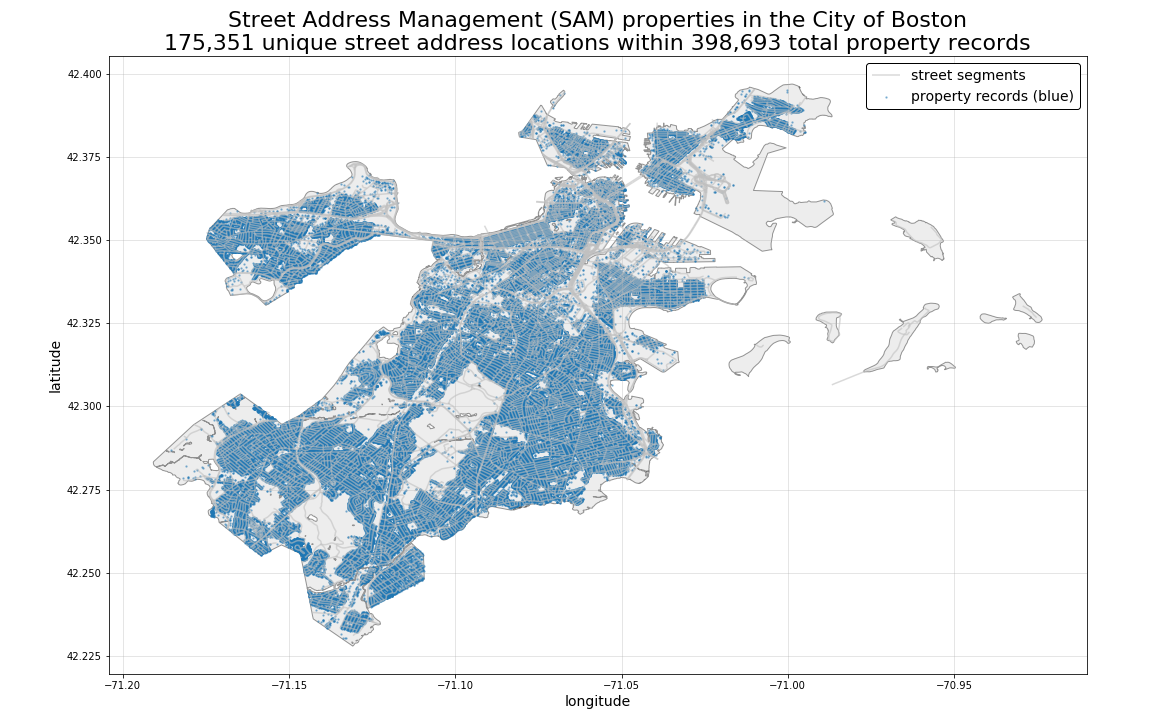 Street Address Management (SAM) properties in the City of Boston
175,351 unique street address locations within 398,693 total property records
street segments
property records (blue)
42.400
42.375
42.350
42.325
42.300
42.275
42.250
42.225
latitude
−71.20
−71.15
−71.10
−71.05
−71.00
−70.95
longitude